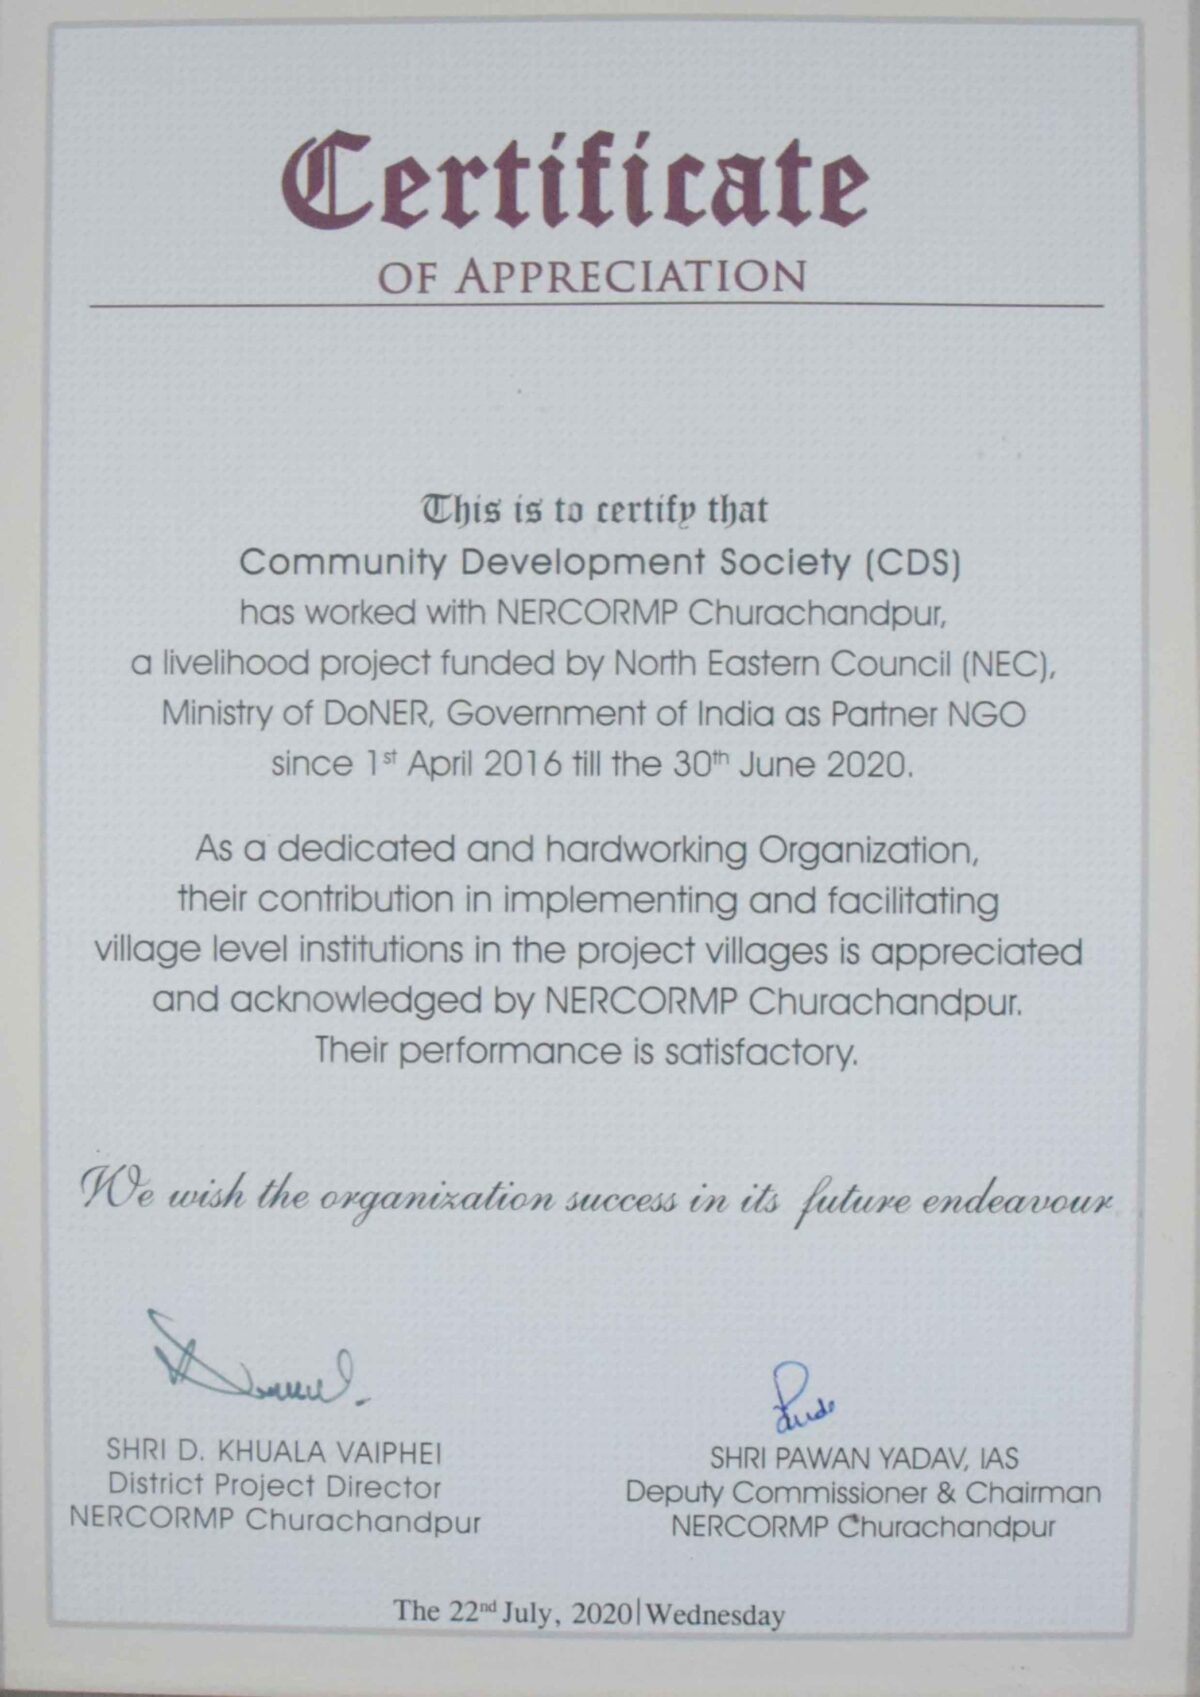 Certificate
OF APPRECIATION
This is to certify that
Community Development Society (CDS)
has worked with NERCORMP Churachandpur,
a livelihood project funded by North Eastern Council (NEC),
Ministry of DoNER, Government of India as Partner NGO
since 1st April 2016 till the 30th June 2020.
As a dedicated and hardworking Organization,
their contribution in implementing and facilitating
village level institutions in the project villages is appreciated
and acknowledged by NERCORMP Churachandpur.
Their performance is satisfactory.
We wish the organization success in its future endeavour
SHRI D. KHUALA VAIPHEI
District Project Director
NERCORMP Churachandpur
SHRI PAWAN YADAV, IAS
Deputy Commissioner & Chairman
NERCORMP Churachandpur
The 22nd July, 2020|Wednesday